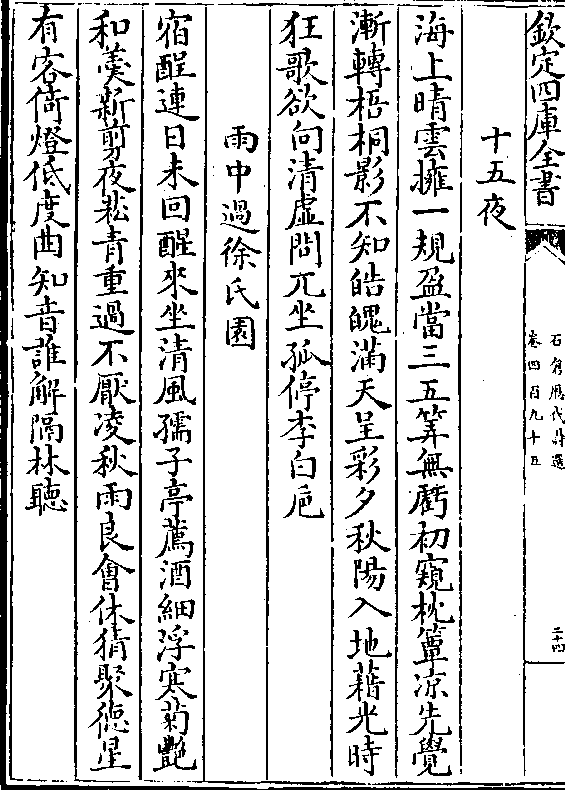 欽定四庫全書
石倉歷代詩選
卷四百九十五
二十四
十五夜
海上晴雲擁一規盈當三五筭無虧初窺枕簟凉先覺
漸轉梧桐影不知皓魄滿天呈彩夕秋陽入地藉光時
狂歌欲向清虛問兀坐孤停李白巵
雨中過徐氏園
宿酲連日未回醒來坐清風孺子亭薦酒細浮寒菊艷
和羮新剪夜菘青重過不厭凌秋雨良會休猜聚德星
有客倚燈低度曲知音誰解隔林聽